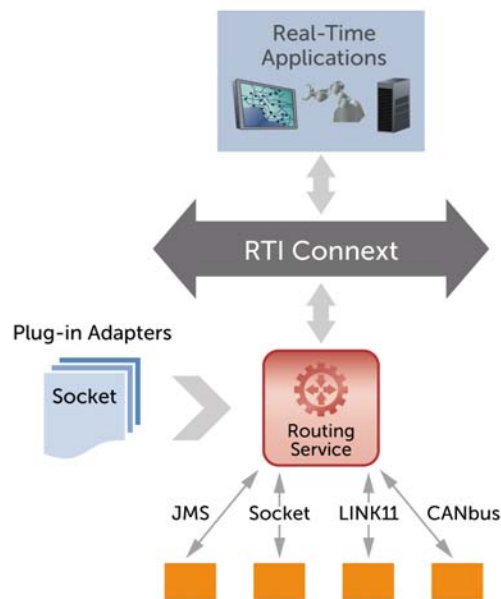 Real-Time
Applications
RTI Connext
Plug-in Adapters
Socket
Routing
Service
JMS Socket LINK11 CANbus